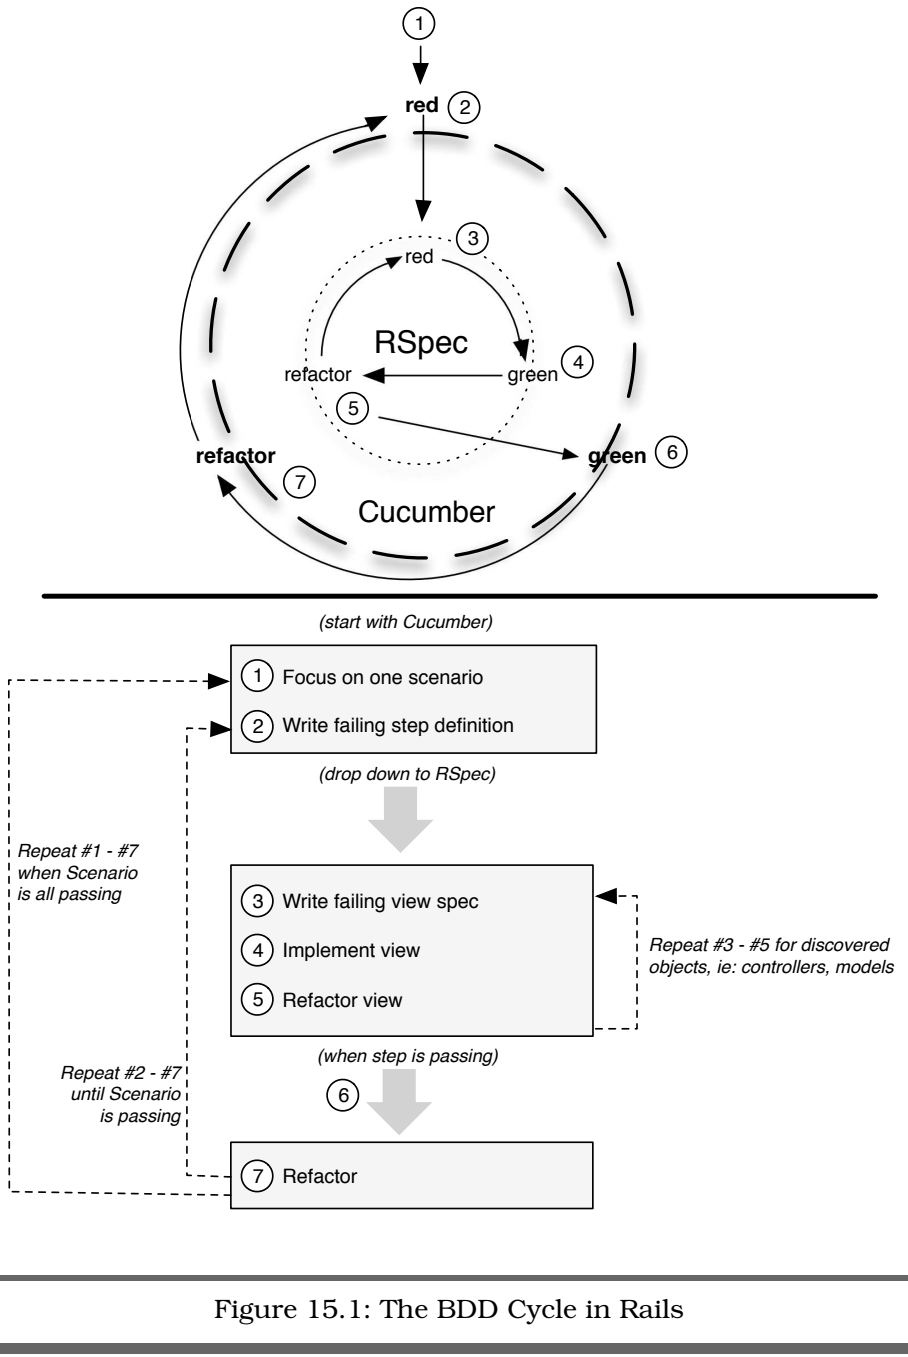 1
red 2
3
red
RSpec
refactor
green 4
5
refactor
green 6
7
Cucumber
(start with Cucumber)
1 Focus on one scenario
2 Write failing step definition
(drop down to RSpec)
Repeat #1 - #7
when Scenario
is all passing
3 Write failing view spec
4 Implement view
5 Refactor view
Repeat #3 - #5 for discovered
objects, ie: controllers, models
(when step is passing)
6
Repeat #2 - #7
until Scenario
is passing
7 Refactor
Figure 15.1: The BDD Cycle in Rails